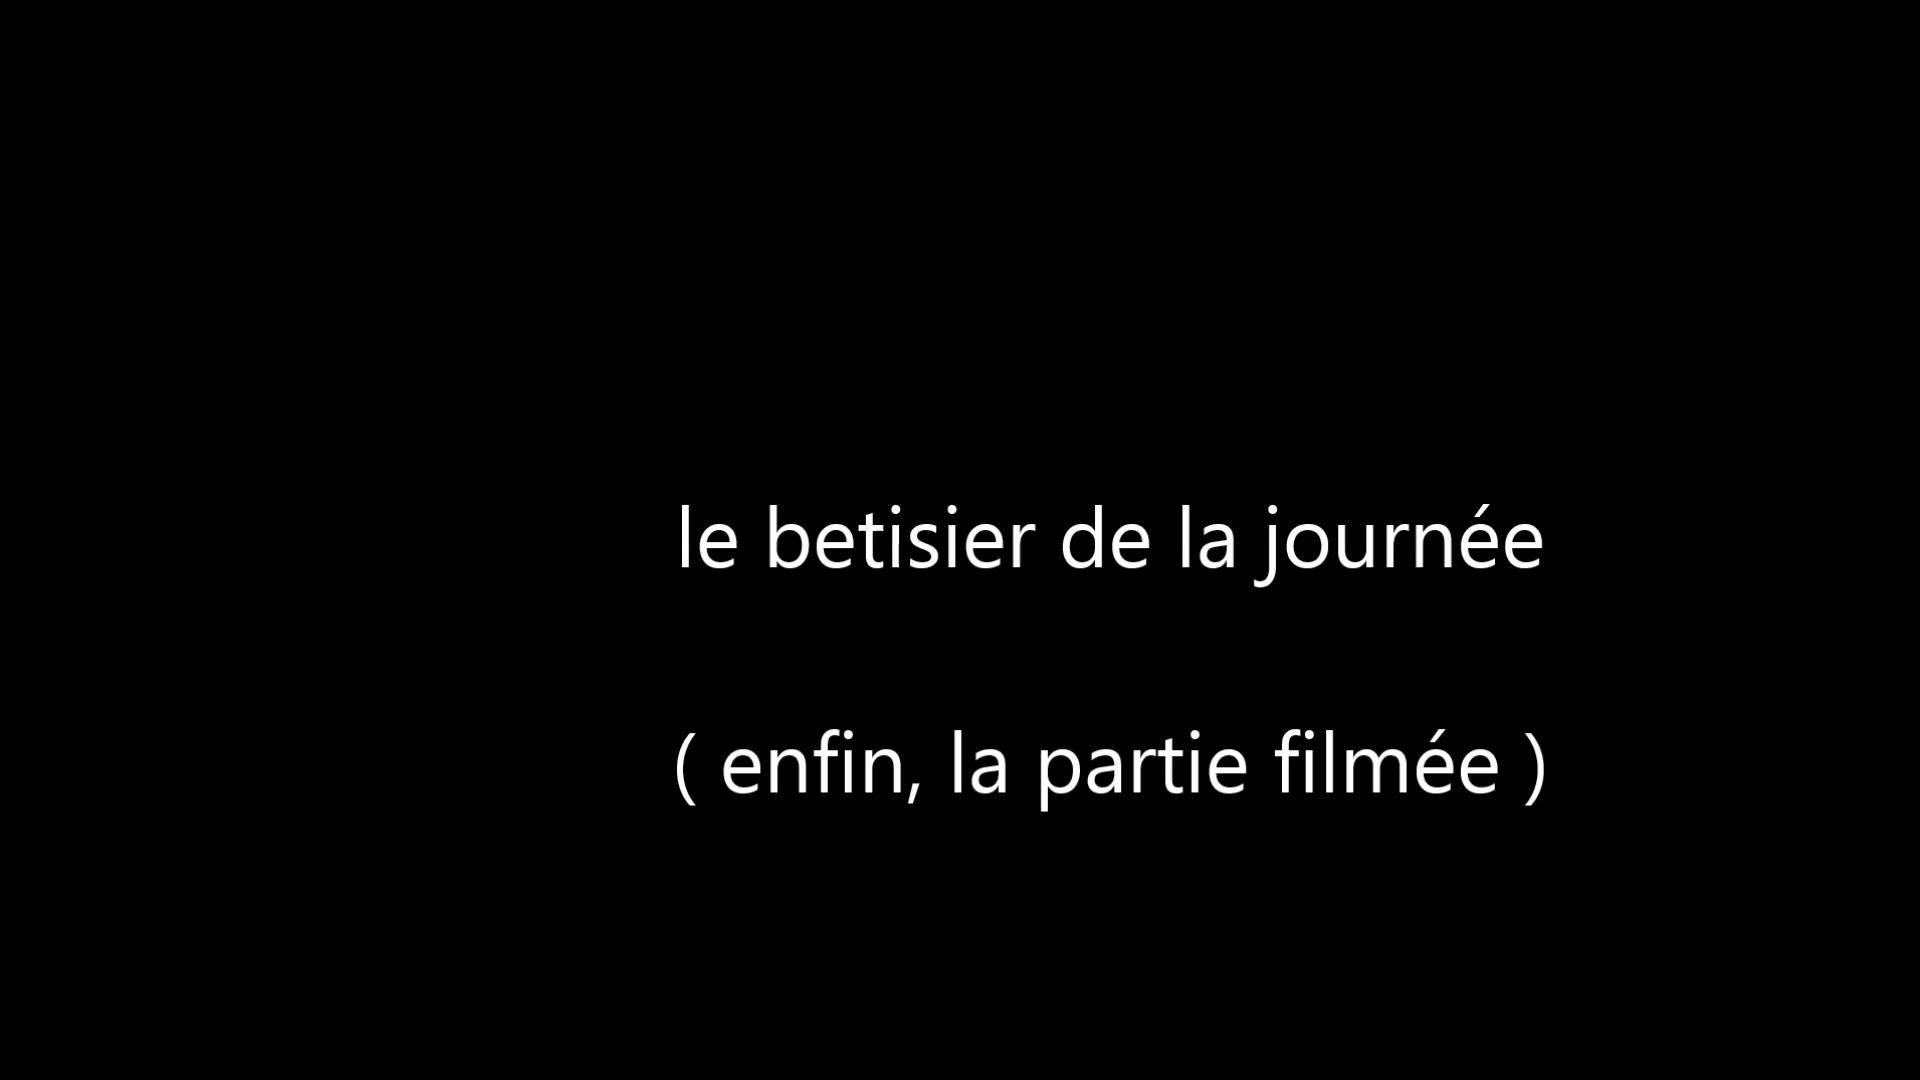 le betisier de la journée
( enfin, la partie filmée )